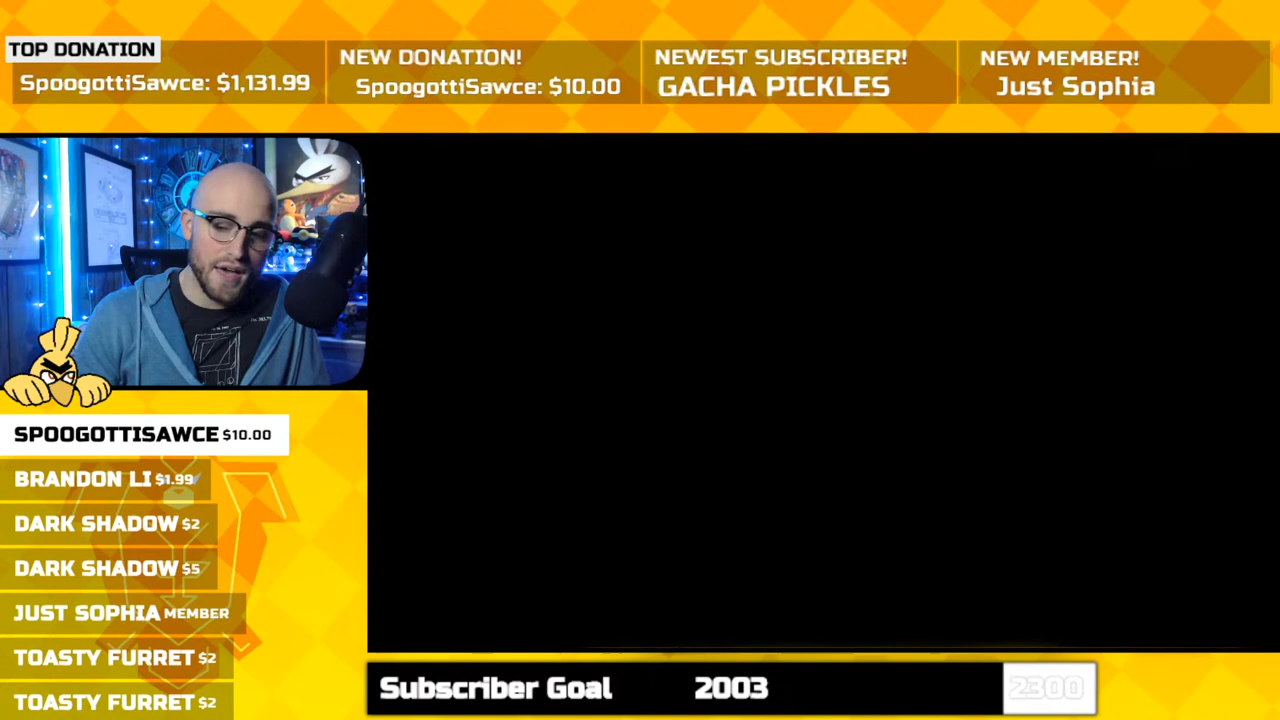 TOP DONATION
SpoogottiSawce: $1,131.99
NEW DONATION!
SpoogottiSawce: $10.00
NEWEST SUBSCRIBER!
GACHA PICKLES
NEW MEMBER!
Just Sophia
SPOOGOTTISAWCE $10.00
BRANDON LI $1.99
DARK SHADOW $2
DARK SHADOW $5
JUST SOPHIA MEMBER
TOASTY FURRET $2
TOASTY FURRET $2
Subscriber Goal 2003 2300